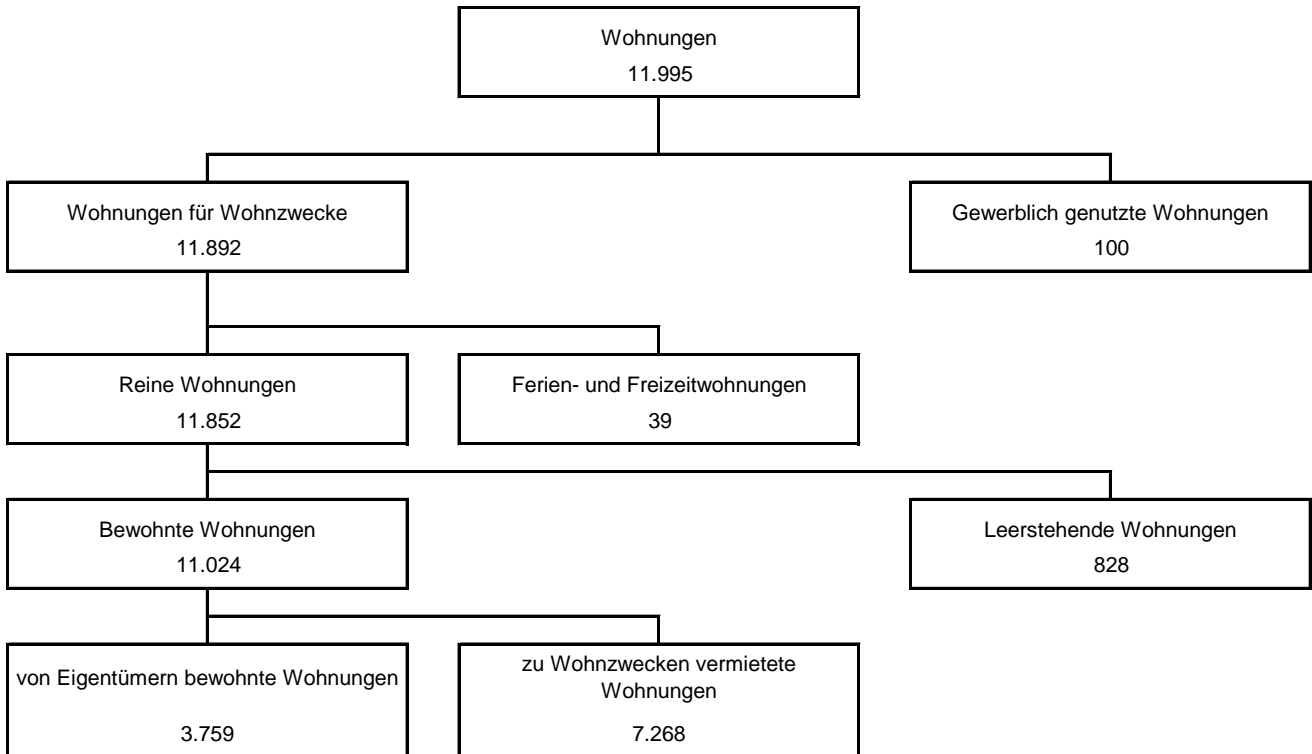 Wohnungen
11.995
Wohnungen für Wohnzwecke
11.892
Gewerblich genutzte Wohnungen
100
Reine Wohnungen
11.852
Ferien- und Freizeitwohnungen
39
Bewohnte Wohnungen
11.024
Leerstehende Wohnungen
828
von Eigentümern bewohnte Wohnungen
3.759
zu Wohnzwecken vermietete
Wohnungen
7.268